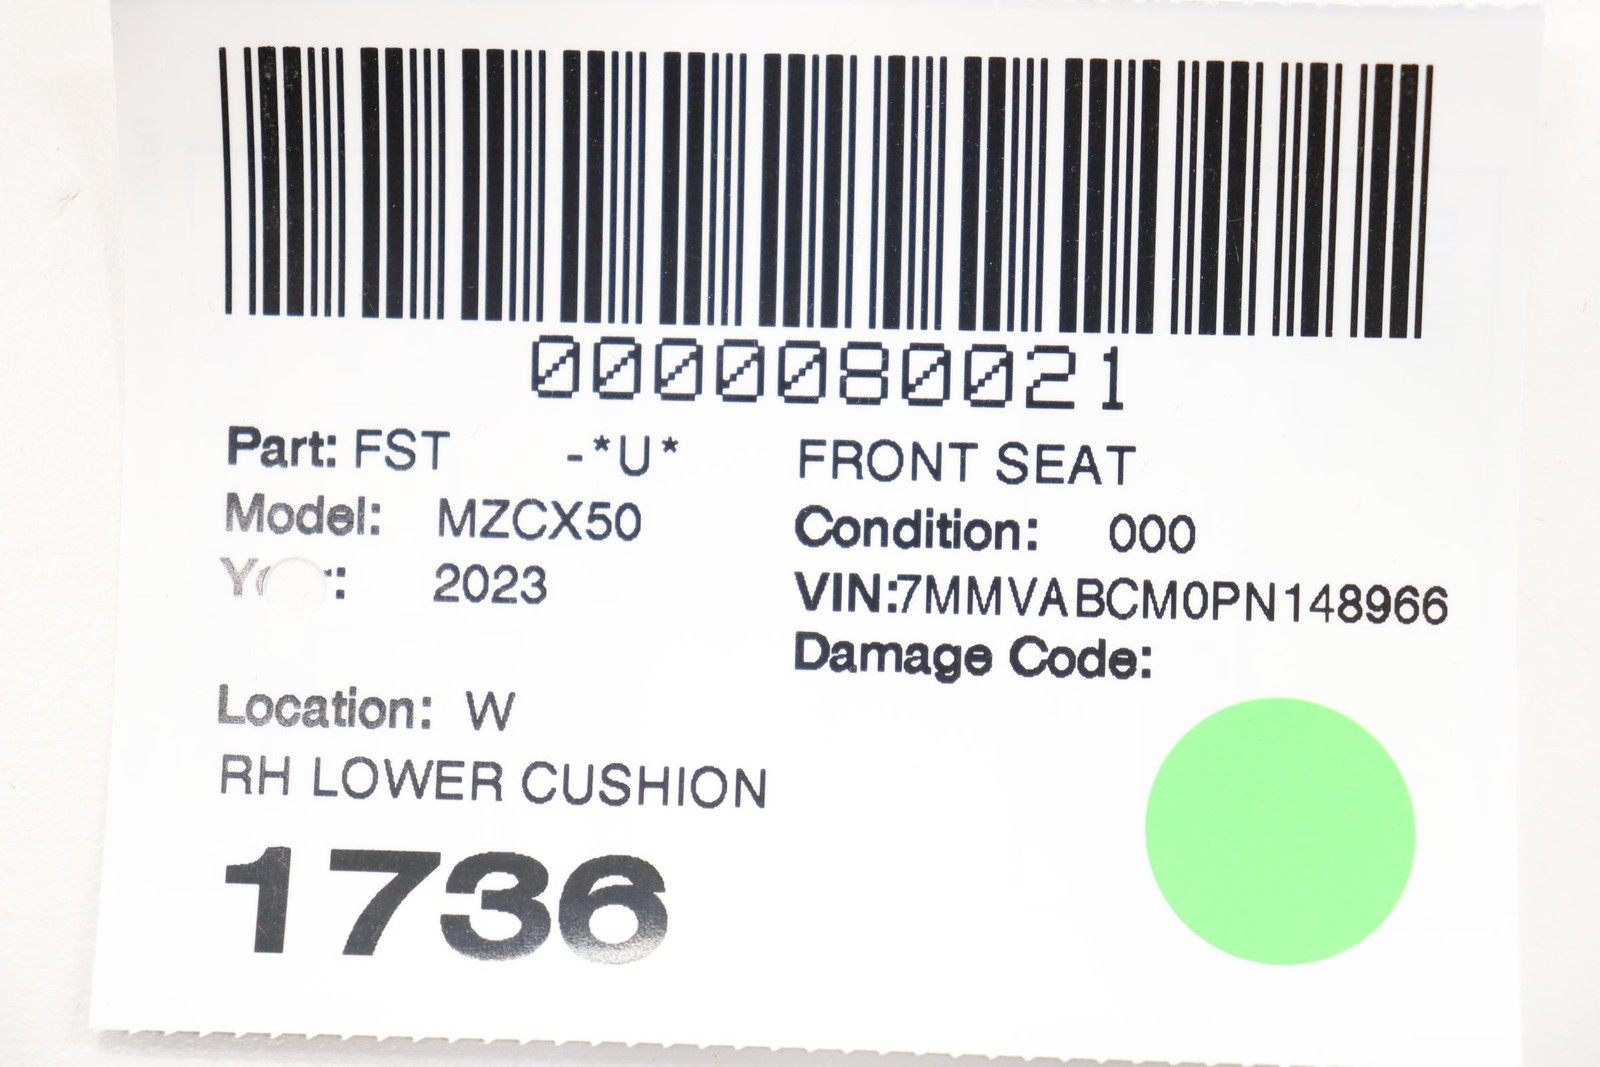 0000080021
Part: FST -*U* FRONT SEAT
Model: MZCX50 Condition: 000
2023 VIN:7MMVABCM0PN148966
Damage Code:
Location: W
RH LOWER CUSHION
1736